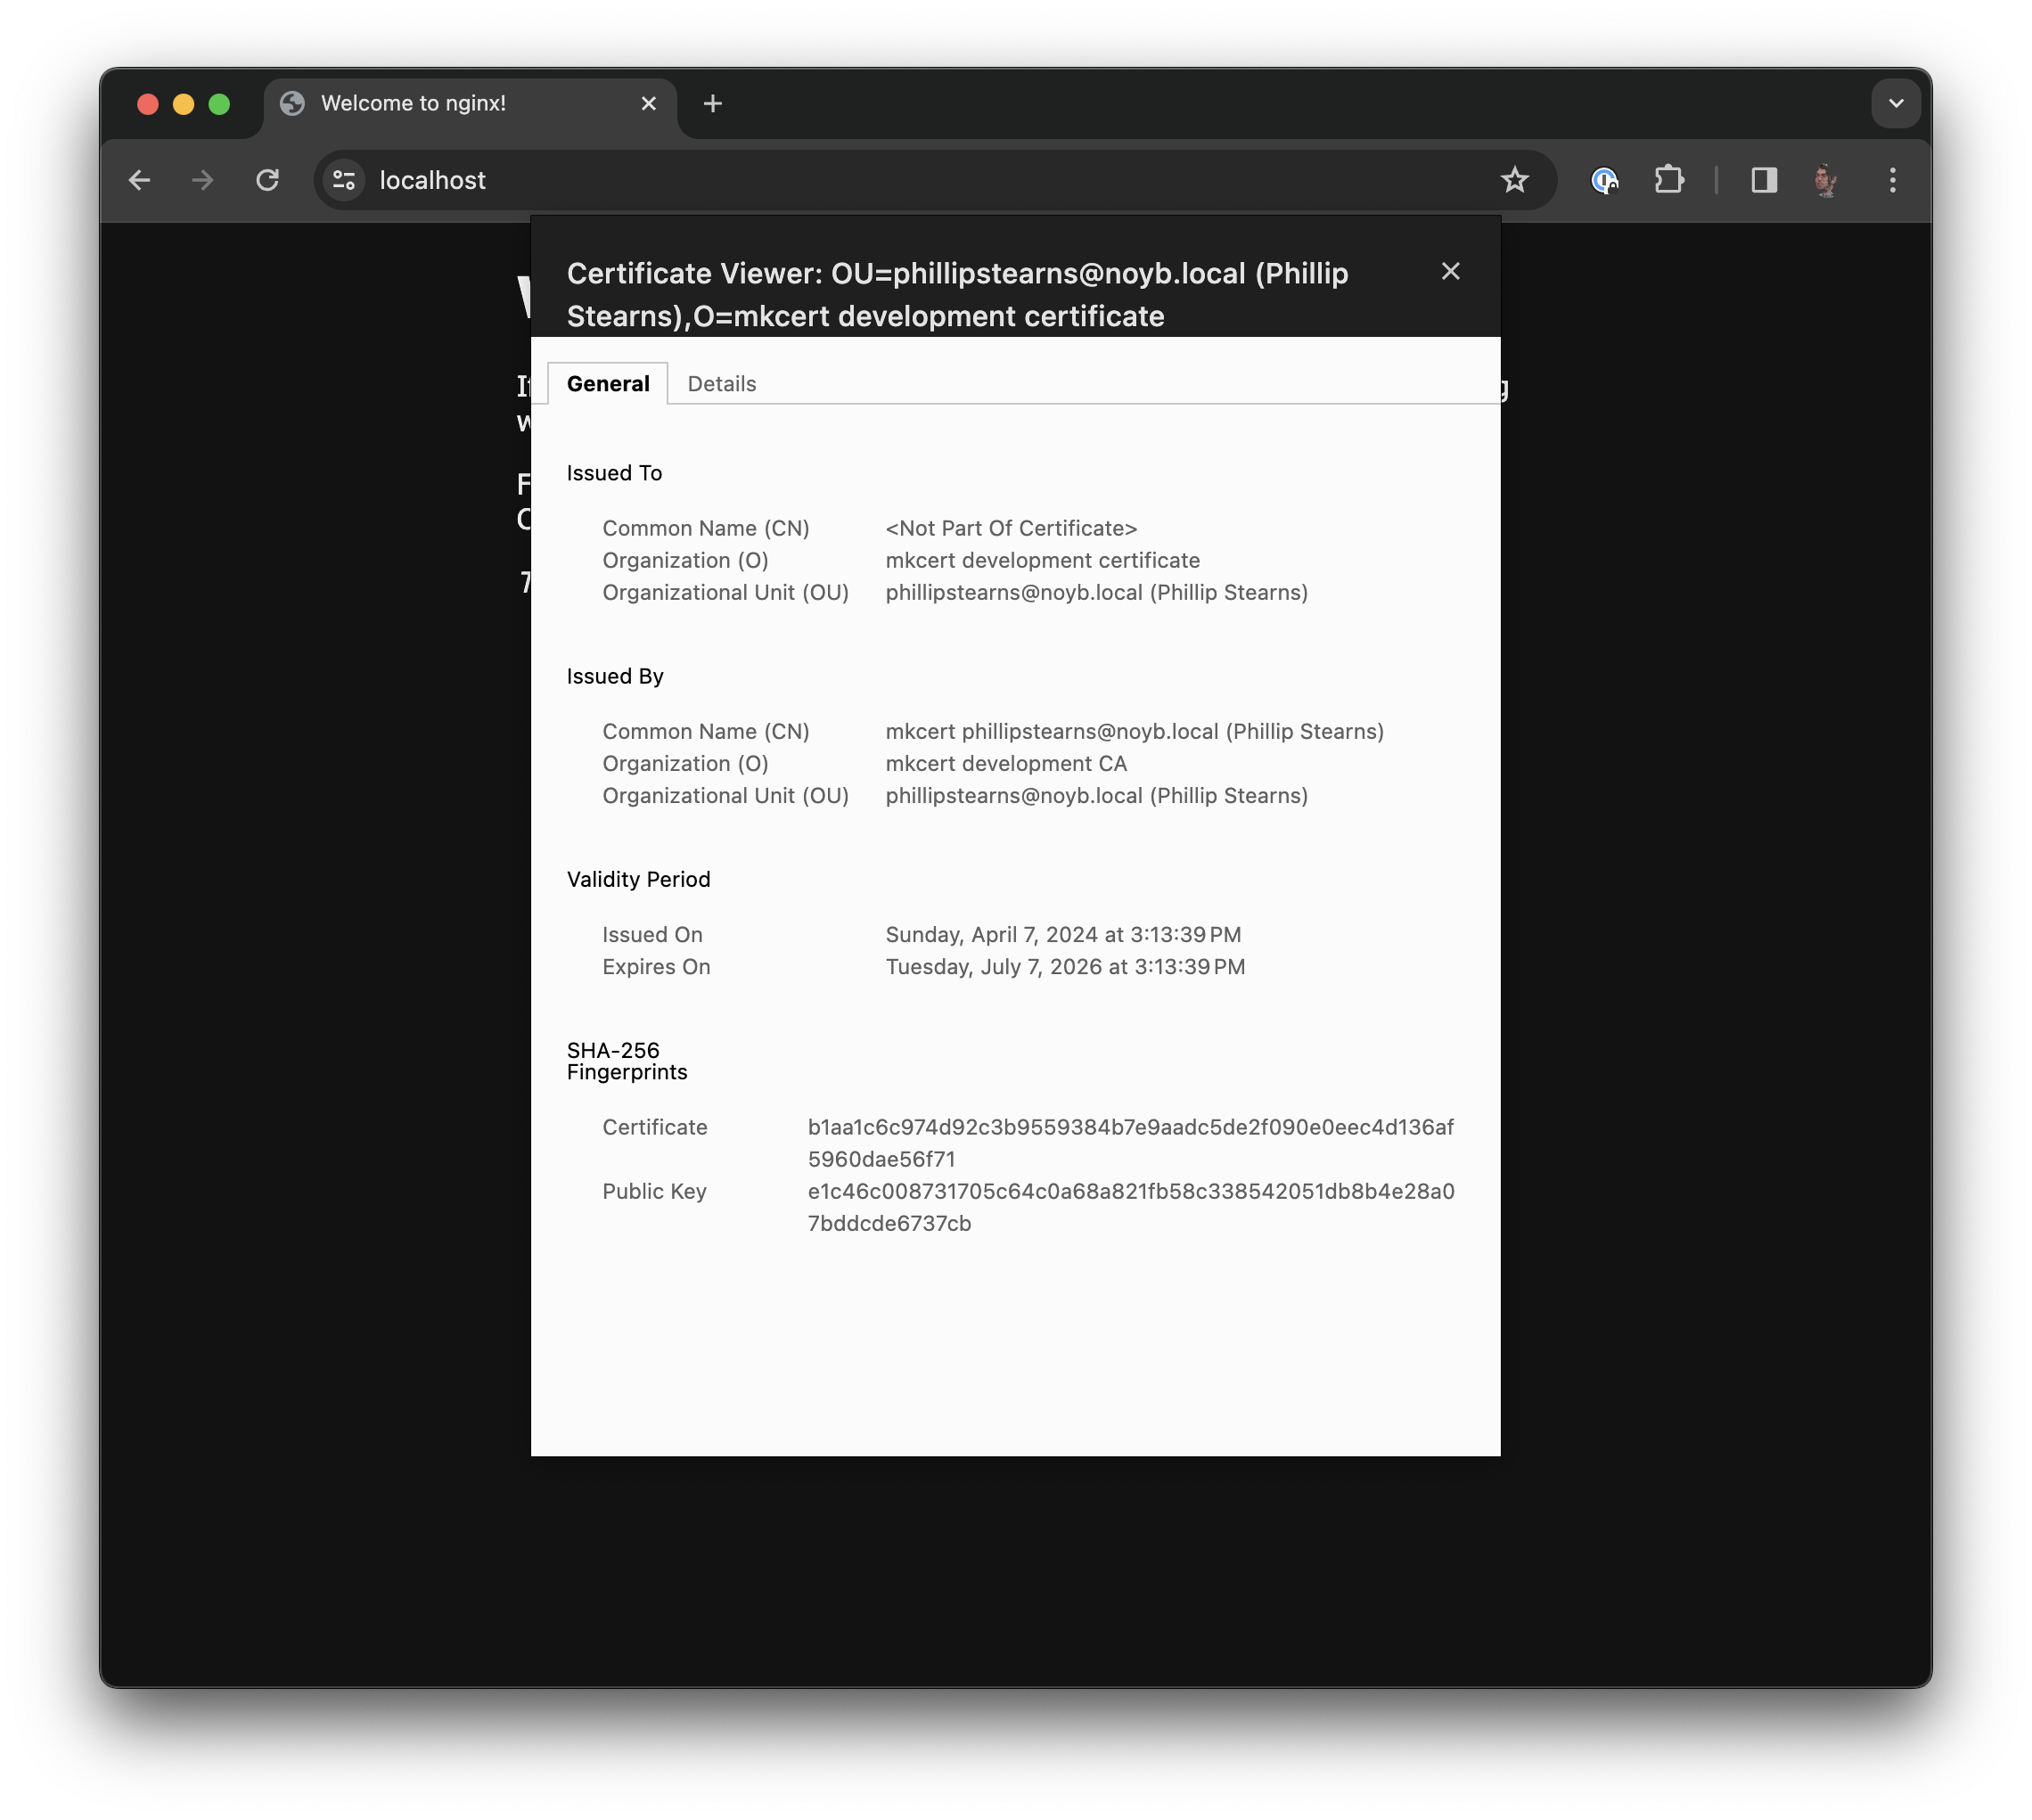 Welcome to nginx!
localhost
Certificate Viewer: OU=phillipstearns@noyb.local (Phillip
Stearns),O=mkcert development certificate
General Details
Issued To
Common Name (CN) <Not Part Of Certificate>
Organization (O) mkcert development certificate
Organizational Unit (OU) phillipstearns@noyb.local (Phillip Stearns)
Issued By
Common Name (CN) mkcert phillipstearns@noyb.local (Phillip Stearns)
Organization (O) mkcert development CA
Organizational Unit (OU) phillipstearns@noyb.local (Phillip Stearns)
Validity Period
Issued On Sunday, April 7, 2024 at 3:13:39 PM
Expires On Tuesday, July 7, 2026 at 3:13:39 PM
SHA-256
Fingerprints
Certificate b1aa1c6c974d92c3b9559384b7e9aadc5de2f090e0eec4d136af
5960dae56f71
Public Key e1c46c008731705c64c0a68a821fb58c338542051db8b4e28a0
7bddcde6737cb